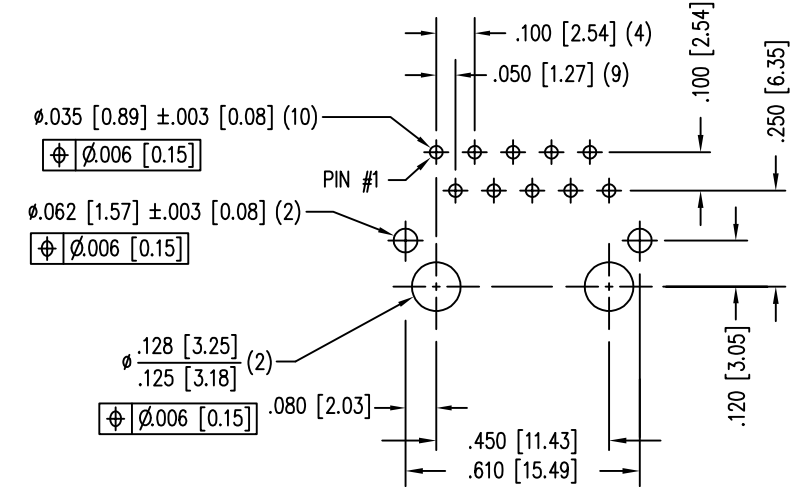 .100 [2.54] (4)
.050 [1.27] (9)
.100 [2.54]
.250 [6.35]
ø.035 [0.89] ±.003 [0.08] (10)
⌖ Ø.006 [0.15]
PIN #1
ø.062 [1.57] ±.003 [0.08] (2)
⌖ Ø.006 [0.15]
ø .128 [3.25] (2)
.125 [3.18]
⌖ Ø.006 [0.15]
.080 [2.03]
.120 [3.05]
.450 [11.43]
.610 [15.49]